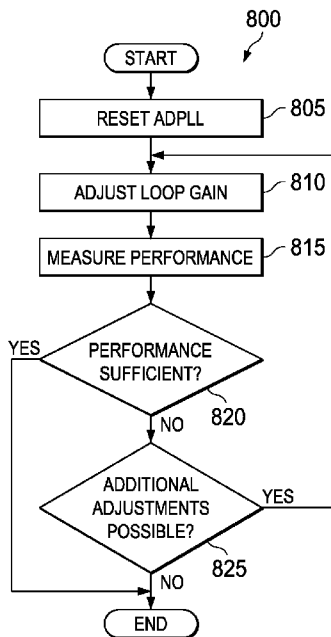 800
START
RESET ADPLL
805
ADJUST LOOP GAIN
810
MEASURE PERFORMANCE
815
YES
PERFORMANCE
SUFFICIENT?
820
NO
ADDITIONAL
ADJUSTMENTS
POSSIBLE?
YES
825
NO
END